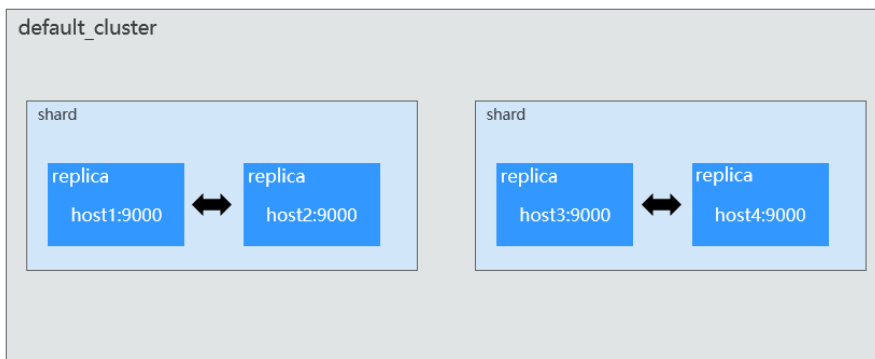 default_cluster
shard
shard
replica
replica
replica
replica
host1:9000
host2:9000
host3:9000
host4:9000